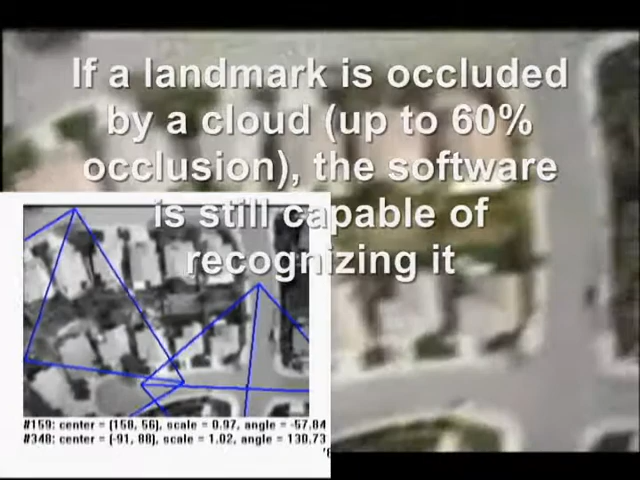 If a landmark is occluded
by a cloud (up to 60%
occlusion), the software
is still capable of
recognizing it
#159: center = (158, 56), scale = 0.97, angle = -57.84
#348: center = (-91, 88), scale = 1.02, angle = 130.73